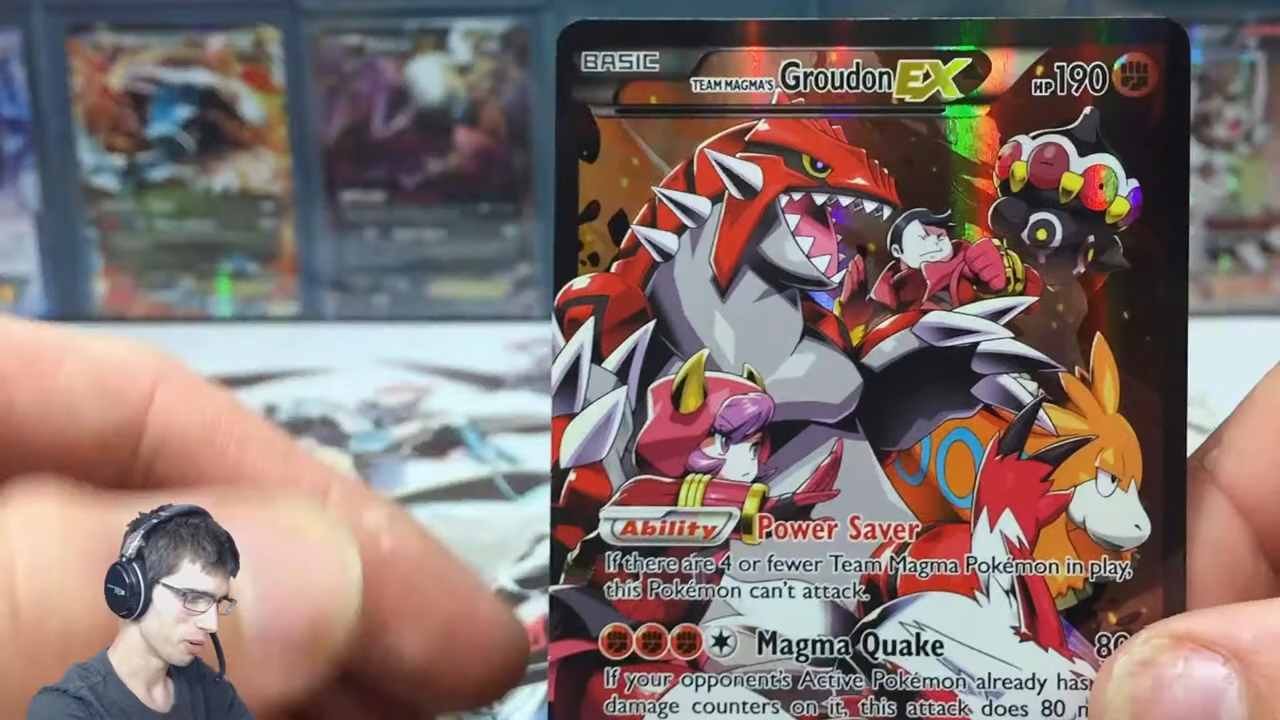 BASIC
TEAM MAGMA'S Groudon EX HP190
Ability Power Saver
If there are 4 or fewer Team Magma Pokémon in play,
this Pokémon can't attack.
Magma Quake 80
If your opponent's Active Pokémon already has
damage counters on it, this attack does 80